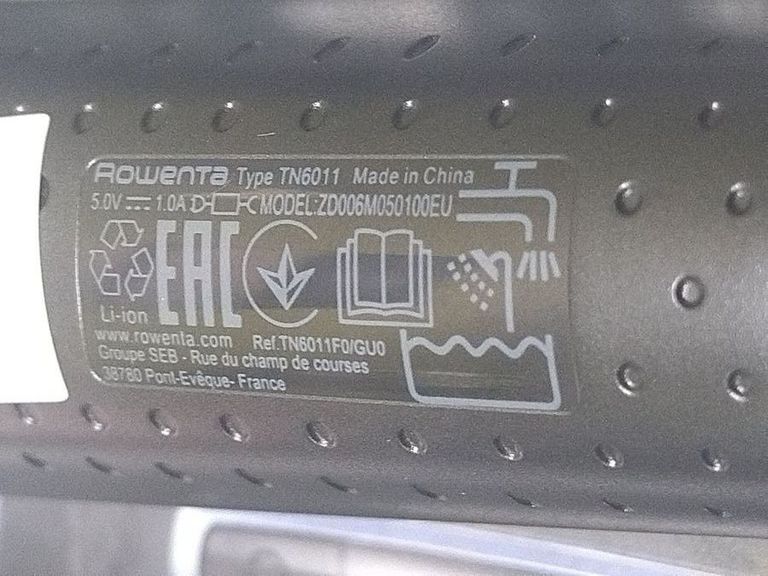 Rowenta Type TN6011 Made in China
5.0V 1.0A MODEL:ZD006M050100EU
EAC
Li-ion
www.rowenta.com Ref.TN6011F0/GU0
Groupe SEB - Rue du champ de courses
38780 Pont-Evêque- France